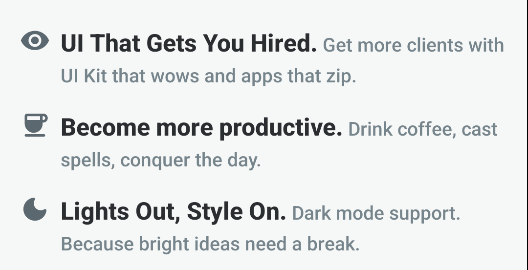 UI That Gets You Hired. Get more clients with
UI Kit that wows and apps that zip.
Become more productive. Drink coffee, cast
spells, conquer the day.
Lights Out, Style On. Dark mode support.
Because bright ideas need a break.